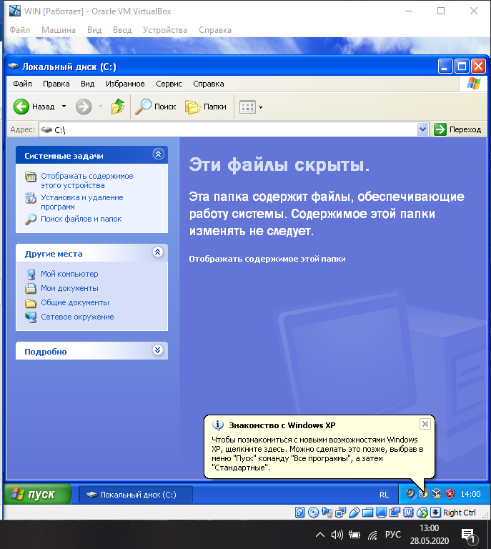 WIN [Работает] - Oracle VM VirtualBox
Файл Машина Вид Ввод Устройства Справка
Локальный диск (C:)
Файл Правка Вид Избранное Сервис Справка
Назад Поиск Папки
Адрес: C:\ Переход
Системные задачи
Отображать содержимое
этого устройства
Установка и удаление
программ
Поиск файлов и папок
Другие места
Мой компьютер
Мои документы
Общие документы
Сетевое окружение
Подробно
Эти файлы скрыты.
Эта папка содержит файлы, обеспечивающие
работу системы. Содержимое этой папки
изменять не следует.
Отображать содержимое этой папки
Знакомство с Windows XP
Чтобы познакомиться с новыми возможностями Windows
XP, щелкните здесь. Можно сделать это позже, выбрав в
меню "Пуск" команду "Все программы", а затем
"Стандартные".
пуск Локальный диск (C:) RU 14:00
Right Ctrl
РУС 13:00
28.05.2020
1